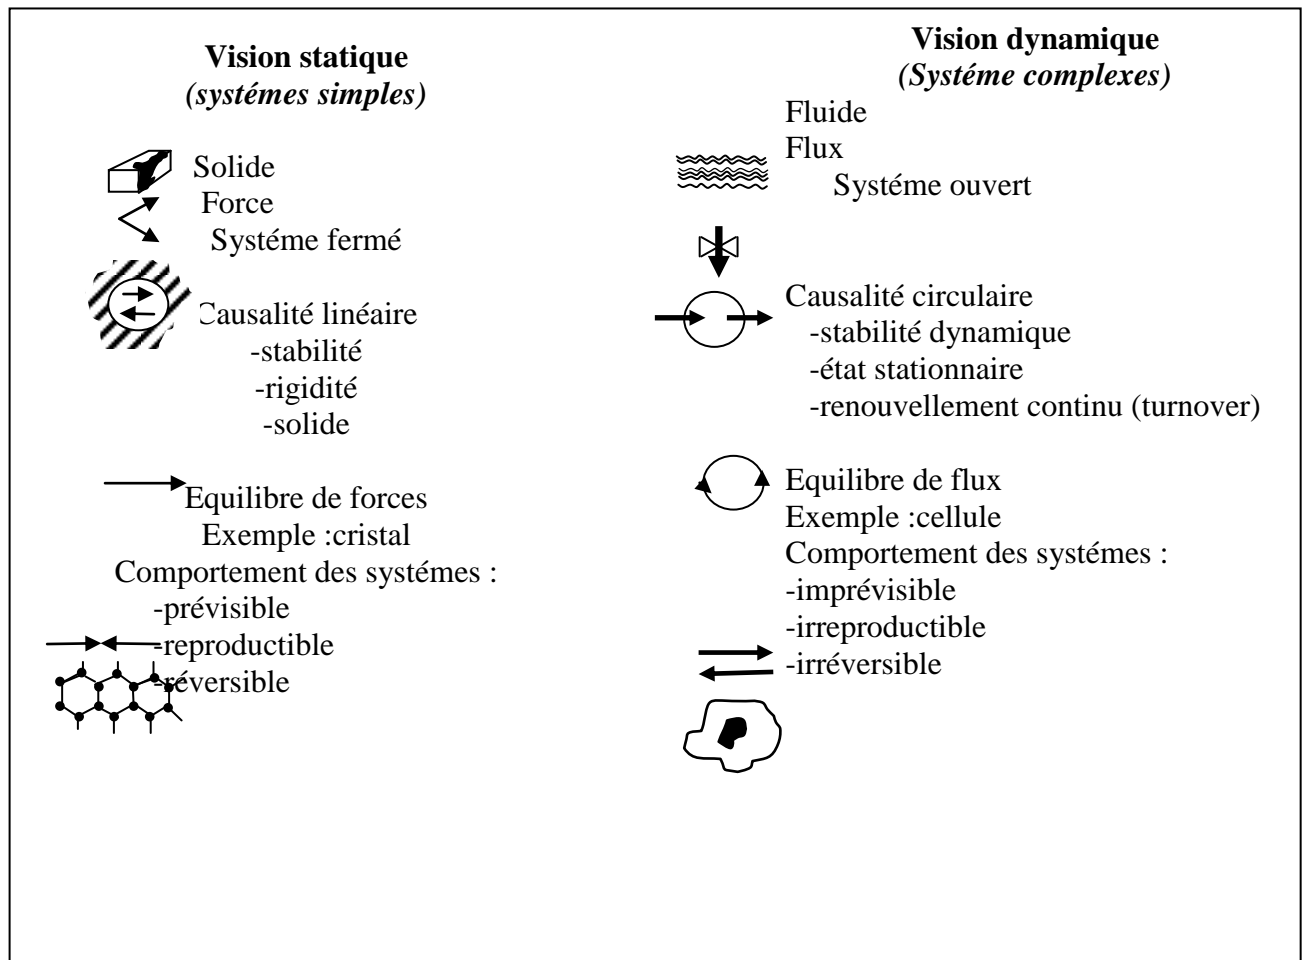 Vision statique
(systémes simples)
Solide
Force
Systéme fermé
Causalité linéaire
-stabilité
-rigidité
-solide
Equilibre de forces
Exemple :cristal
Comportement des systémes :
-prévisible
-reproductible
-réversible
Vision dynamique
(Systéme complexes)
Fluide
Flux
Systéme ouvert
Causalité circulaire
-stabilité dynamique
-état stationnaire
-renouvellement continu (turnover)
Equilibre de flux
Exemple :cellule
Comportement des systémes :
-imprévisible
-irreproductible
-irréversible